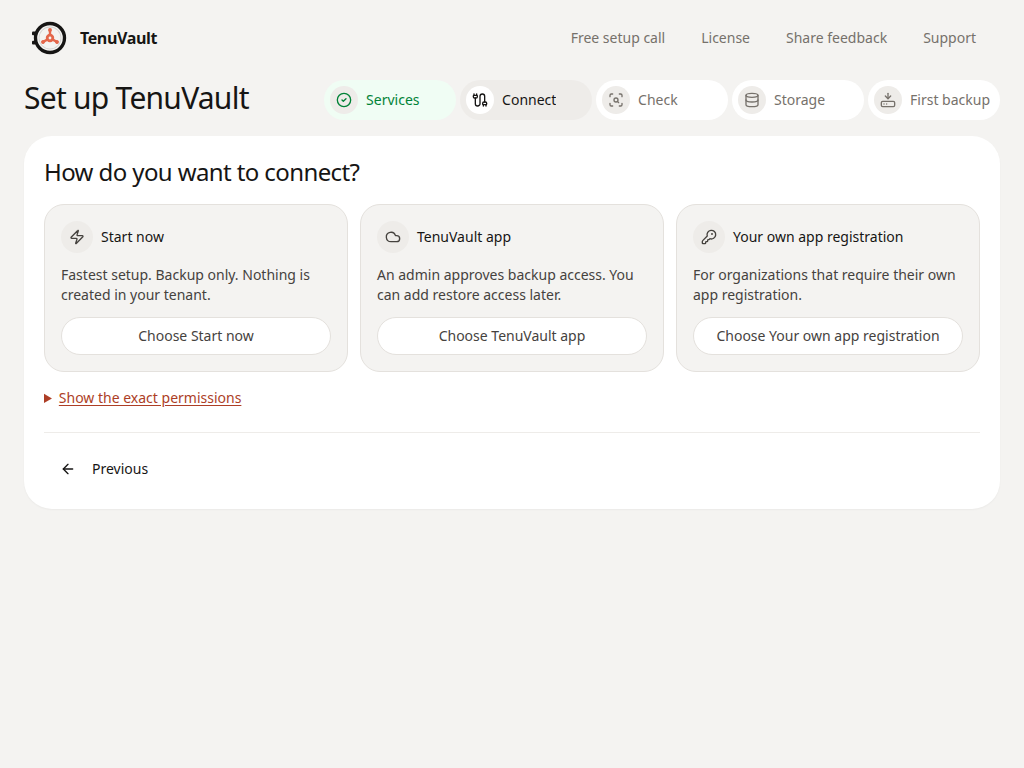 TenuVault
Free setup call
License
Share feedback
Support
Set up TenuVault
Services
Connect
Check
Storage
First backup
How do you want to connect?
Start now
Fastest setup. Backup only. Nothing is
created in your tenant.
Choose Start now
TenuVault app
An admin approves backup access. You
can add restore access later.
Choose TenuVault app
Your own app registration
For organizations that require their own
app registration.
Choose Your own app registration
Show the exact permissions
Previous